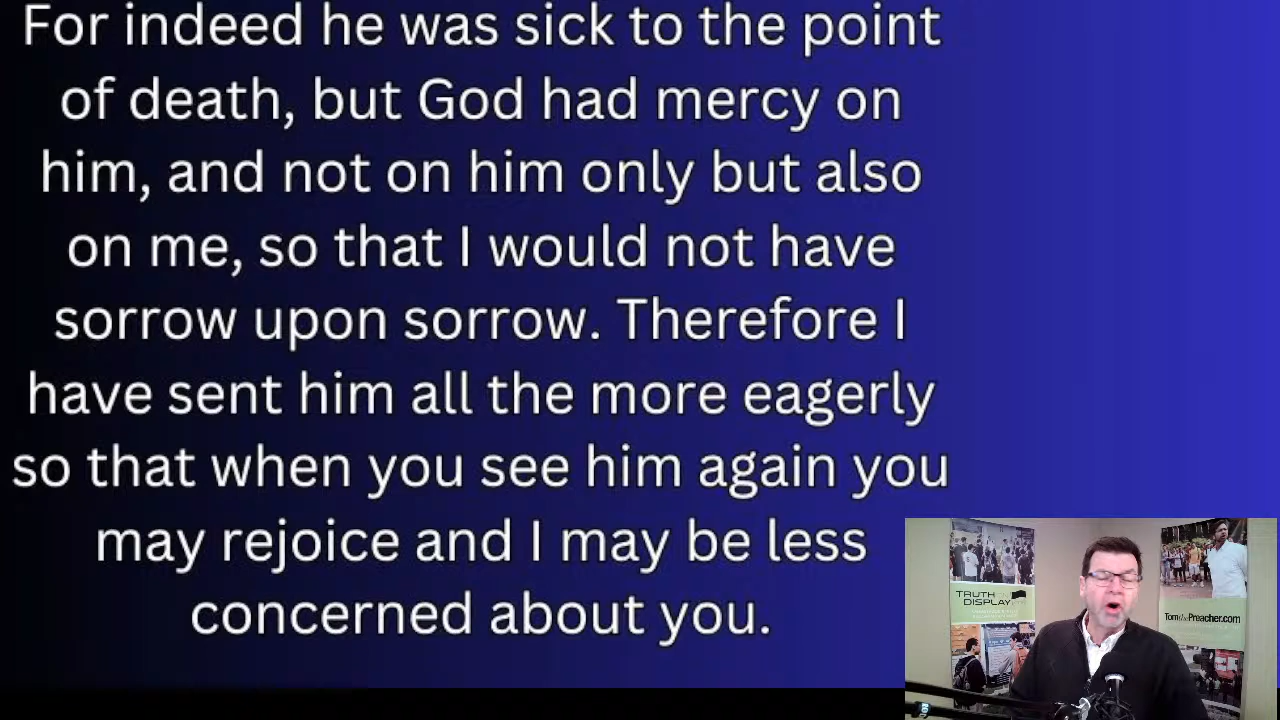 For indeed he was sick to the point
of death, but God had mercy on
him, and not on him only but also
on me, so that I would not have
sorrow upon sorrow. Therefore I
have sent him all the more eagerly
so that when you see him again you
may rejoice and I may be less
concerned about you.
TRUTH
DISPLAY
TomthePreacher.com